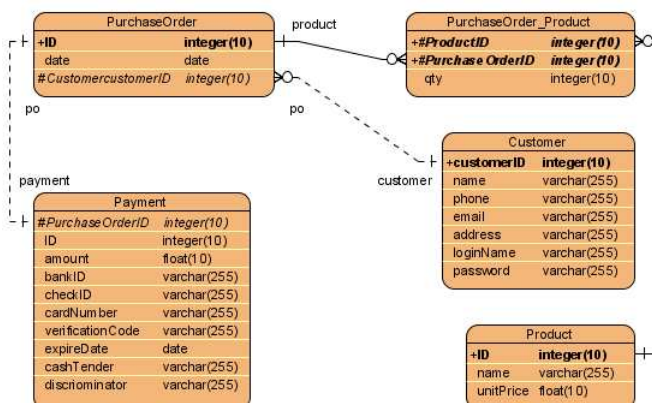 PurchaseOrder
+ID integer(10)
date date
#CustomercustomerID integer(10)
product
PurchaseOrder_Product
+#ProductID integer(10)
+#PurchaseOrderID integer(10)
qty integer(10)
po
po
payment
customer
Customer
+customerID integer(10)
name varchar(255)
phone varchar(255)
email varchar(255)
address varchar(255)
loginName varchar(255)
password varchar(255)
Payment
#PurchaseOrderID integer(10)
ID integer(10)
amount float(10)
bankID varchar(255)
checkID varchar(255)
cardNumber varchar(255)
verificationCode varchar(255)
expireDate date
cashTender varchar(255)
discriominator varchar(255)
Product
+ID integer(10)
name varchar(255)
unitPrice float(10)